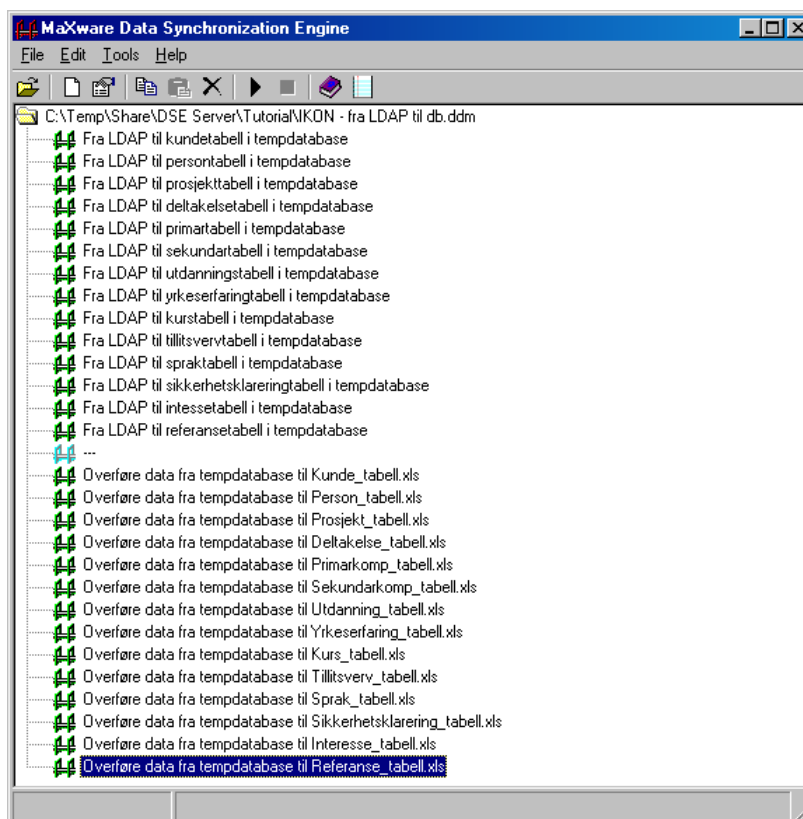 MaXware Data Synchronization Engine
File Edit Tools Help
C:\Temp\Share\DSE Server\Tutorial\IKON - fra LDAP til db.ddm
Fra LDAP til kundetabell i tempdatabase
Fra LDAP til persontabell i tempdatabase
Fra LDAP til prosjekttabell i tempdatabase
Fra LDAP til deltakelsetabell i tempdatabase
Fra LDAP til primartabell i tempdatabase
Fra LDAP til sekundartabell i tempdatabase
Fra LDAP til utdanningstabell i tempdatabase
Fra LDAP til yrkeserfaringtabell i tempdatabase
Fra LDAP til kurstabell i tempdatabase
Fra LDAP til tillitsvervtabell i tempdatabase
Fra LDAP til spraktabell i tempdatabase
Fra LDAP til sikkerhetsklareringtabell i tempdatabase
Fra LDAP til intessetabell i tempdatabase
Fra LDAP til referansetabell i tempdatabase
---
Overføre data fra tempdatabase til Kunde_tabell.xls
Overføre data fra tempdatabase til Person_tabell.xls
Overføre data fra tempdatabase til Prosjekt_tabell.xls
Overføre data fra tempdatabase til Deltakelse_tabell.xls
Overføre data fra tempdatabase til Primarkomp_tabell.xls
Overføre data fra tempdatabase til Sekundarkomp_tabell.xls
Overføre data fra tempdatabase til Utdanning_tabell.xls
Overføre data fra tempdatabase til Yrkeserfaring_tabell.xls
Overføre data fra tempdatabase til Kurs_tabell.xls
Overføre data fra tempdatabase til Tillitsverv_tabell.xls
Overføre data fra tempdatabase til Sprak_tabell.xls
Overføre data fra tempdatabase til Sikkerhetsklarering_tabell.xls
Overføre data fra tempdatabase til Interesse_tabell.xls
Overføre data fra tempdatabase til Referanse_tabell.xls